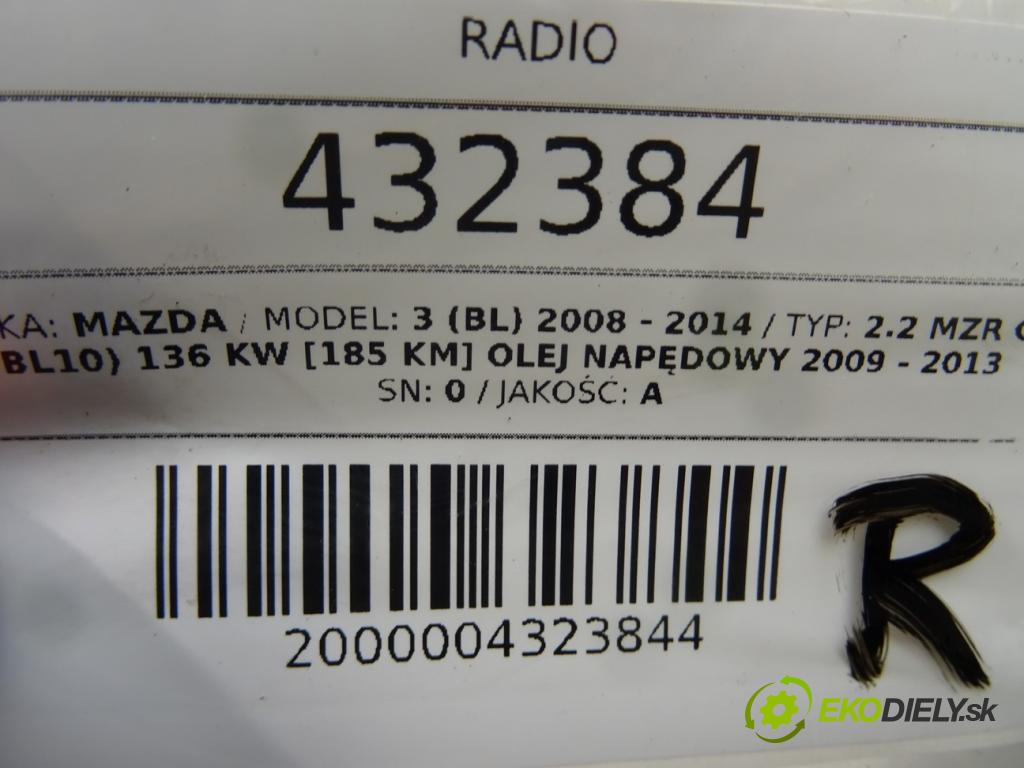 RADIO
432384
KA: MAZDA / MODEL: 3 (BL) 2008 - 2014 / TYP: 2.2 MZR
BL10) 136 KW [185 KM] OLEJ NAPĘDOWY 2009 - 2013
SN: 0 / JAKOŚĆ: A
2000004323844
R
EKODIELY.sk